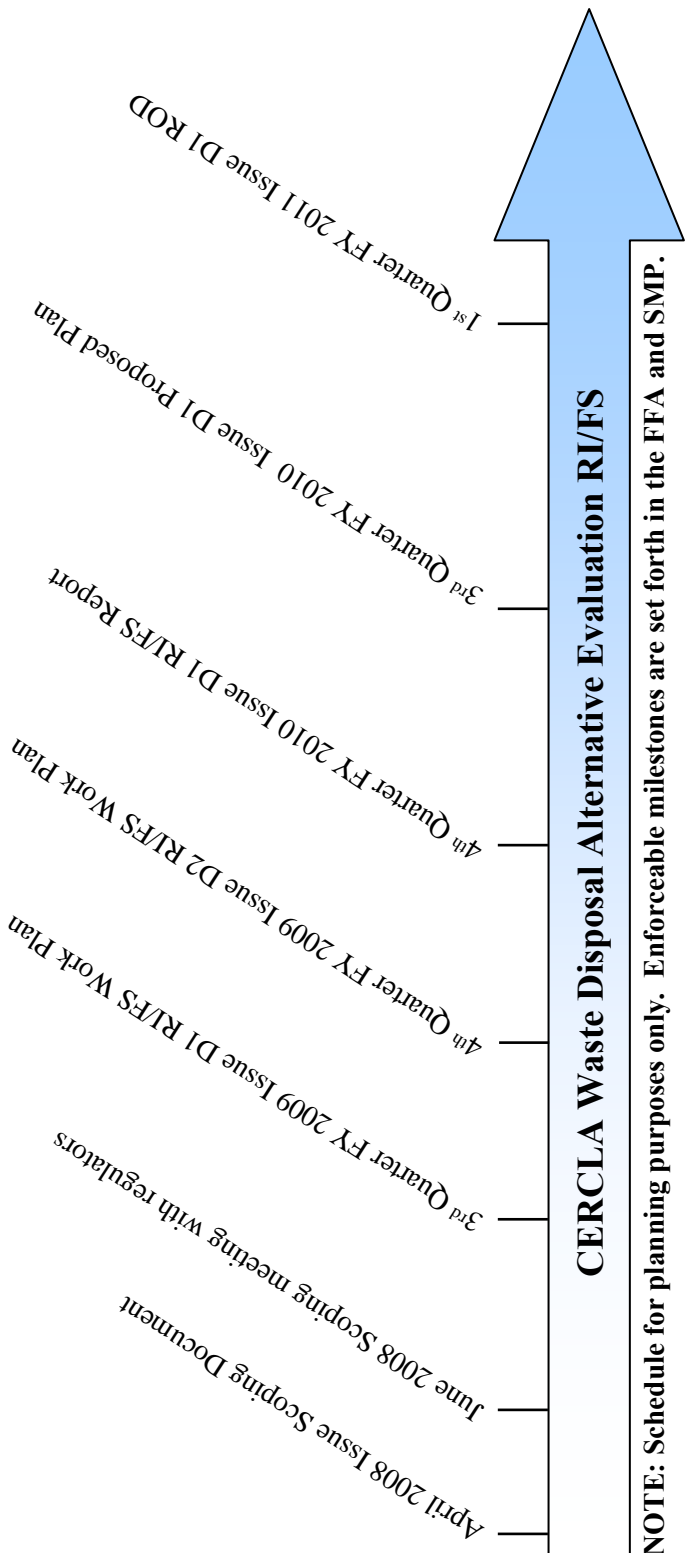 April 2008 Issue Scoping Document
June 2008 Scoping meeting with regulators
3rd Quarter FY 2009 Issue D1 RI/FS Work Plan
4th Quarter FY 2009 Issue D2 RI/FS Work Plan
4th Quarter FY 2010 Issue D1 RI/FS Report
3rd Quarter FY 2010 Issue D1 Proposed Plan
1st Quarter FY 2011 Issue D1 ROD
CERCLA Waste Disposal Alternative Evaluation RI/FS
NOTE: Schedule for planning purposes only. Enforceable milestones are set forth in the FFA and SMP.